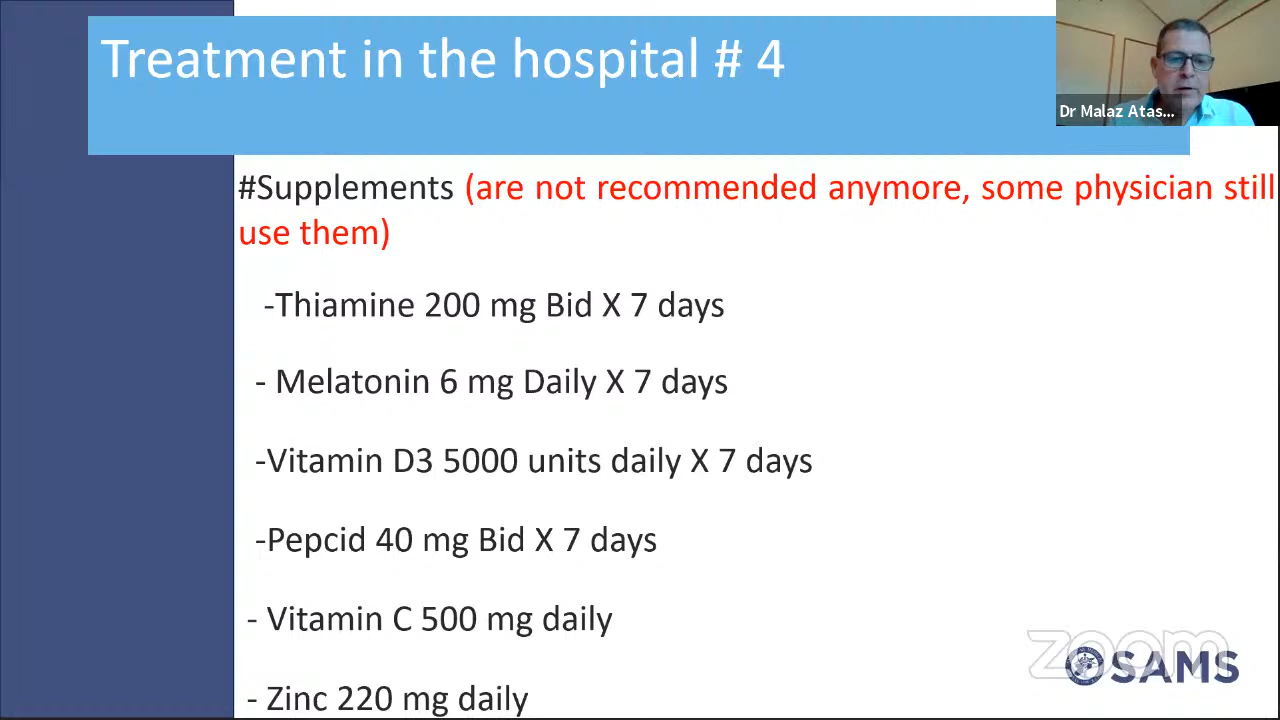 Treatment in the hospital # 4
Dr Malaz Atas...
#Supplements (are not recommended anymore, some physician still
use them)
-Thiamine 200 mg Bid X 7 days
- Melatonin 6 mg Daily X 7 days
-Vitamin D3 5000 units daily X 7 days
-Pepcid 40 mg Bid X 7 days
- Vitamin C 500 mg daily
zoom
SAMS
- Zinc 220 mg daily